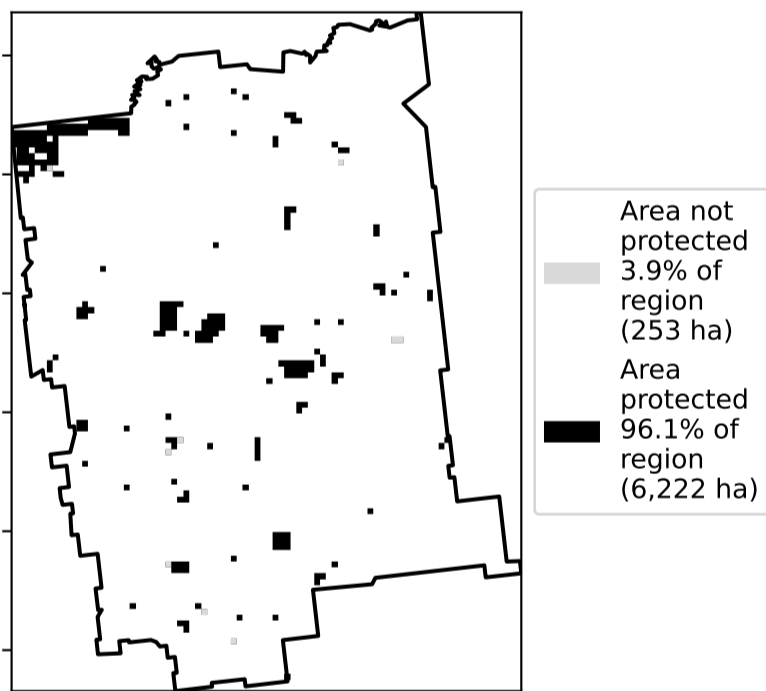 Area not
protected
3.9% of
region
(253 ha)
Area
protected
96.1% of
region
(6,222 ha)